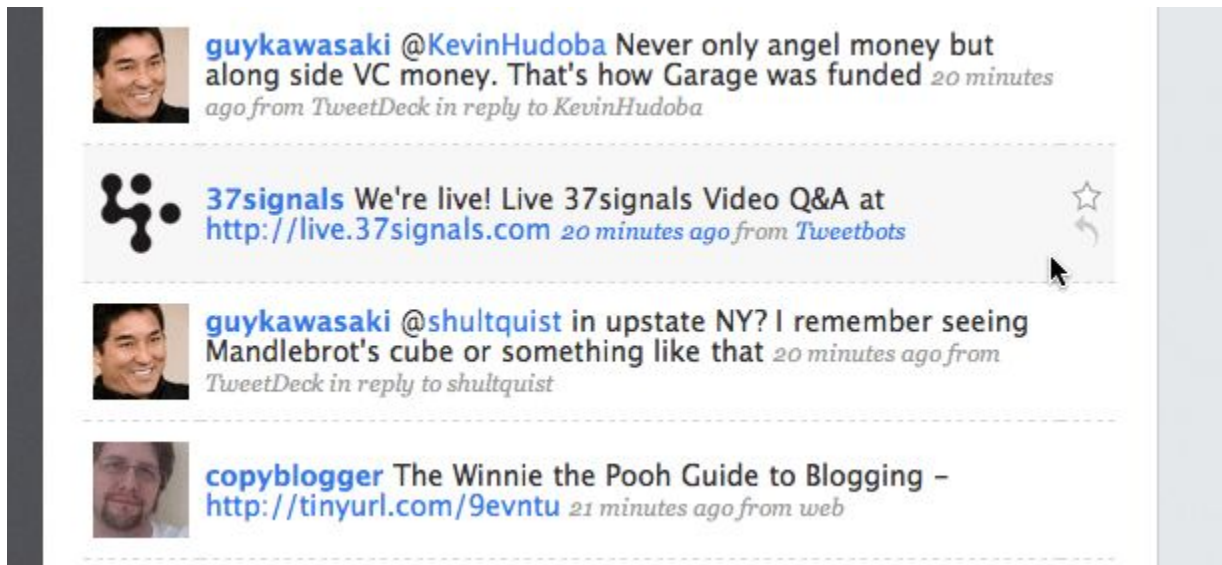 guykawasaki @KevinHudoba Never only angel money but
along side VC money. That's how Garage was funded 20 minutes
ago from TweetDeck in reply to KevinHudoba
37signals We're live! Live 37signals Video Q&A at
http://live.37signals.com 20 minutes ago from Tweetbots
guykawasaki @shultquist in upstate NY? I remember seeing
Mandlebrot's cube or something like that 20 minutes ago from
TweetDeck in reply to shultquist
copyblogger The Winnie the Pooh Guide to Blogging –
http://tinyurl.com/9evntu 21 minutes ago from web